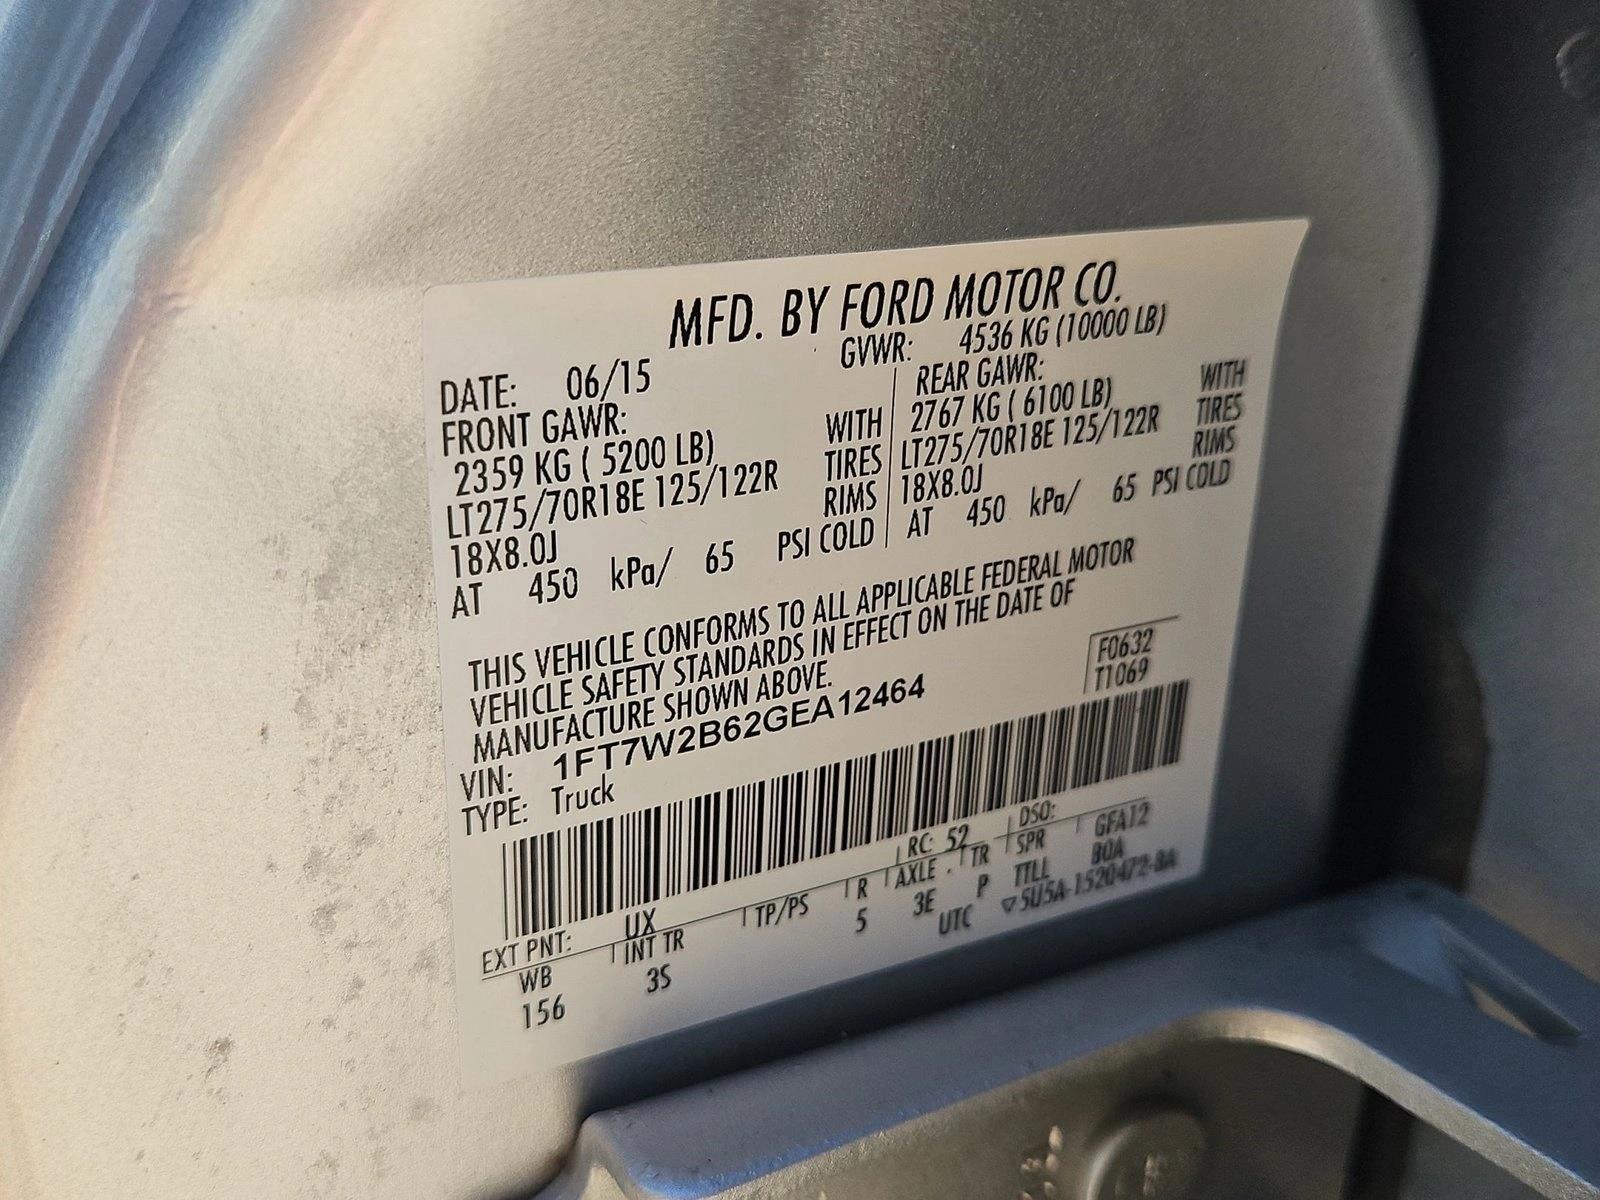 MFD. BY FORD MOTOR CO.
DATE: 06/15 GVWR: 4536 KG (10000 LB)
FRONT GAWR:
2359 KG ( 5200 LB) WITH
LT275/70R18E 125/122R TIRES
18X8.0J RIMS
AT 450 kPa/ 65 PSI COLD
REAR GAWR: WITH
2767 KG ( 6100 LB) TIRES
LT275/70R18E 125/122R RIMS
18X8.0J
AT 450 kPa/ 65 PSI COLD
THIS VEHICLE CONFORMS TO ALL APPLICABLE FEDERAL MOTOR
VEHICLE SAFETY STANDARDS IN EFFECT ON THE DATE OF
MANUFACTURE SHOWN ABOVE.
F0632
T1069
VIN: 1FT7W2B62GEA12464
TYPE: Truck
EXT PNT: UX RC: 52 DSO:
WB INT TR TP/PS R AXLE TR SPR GFA12
156 3S 5 3E P TTLL BOA
UTC ▽5U5A-1520472-BA